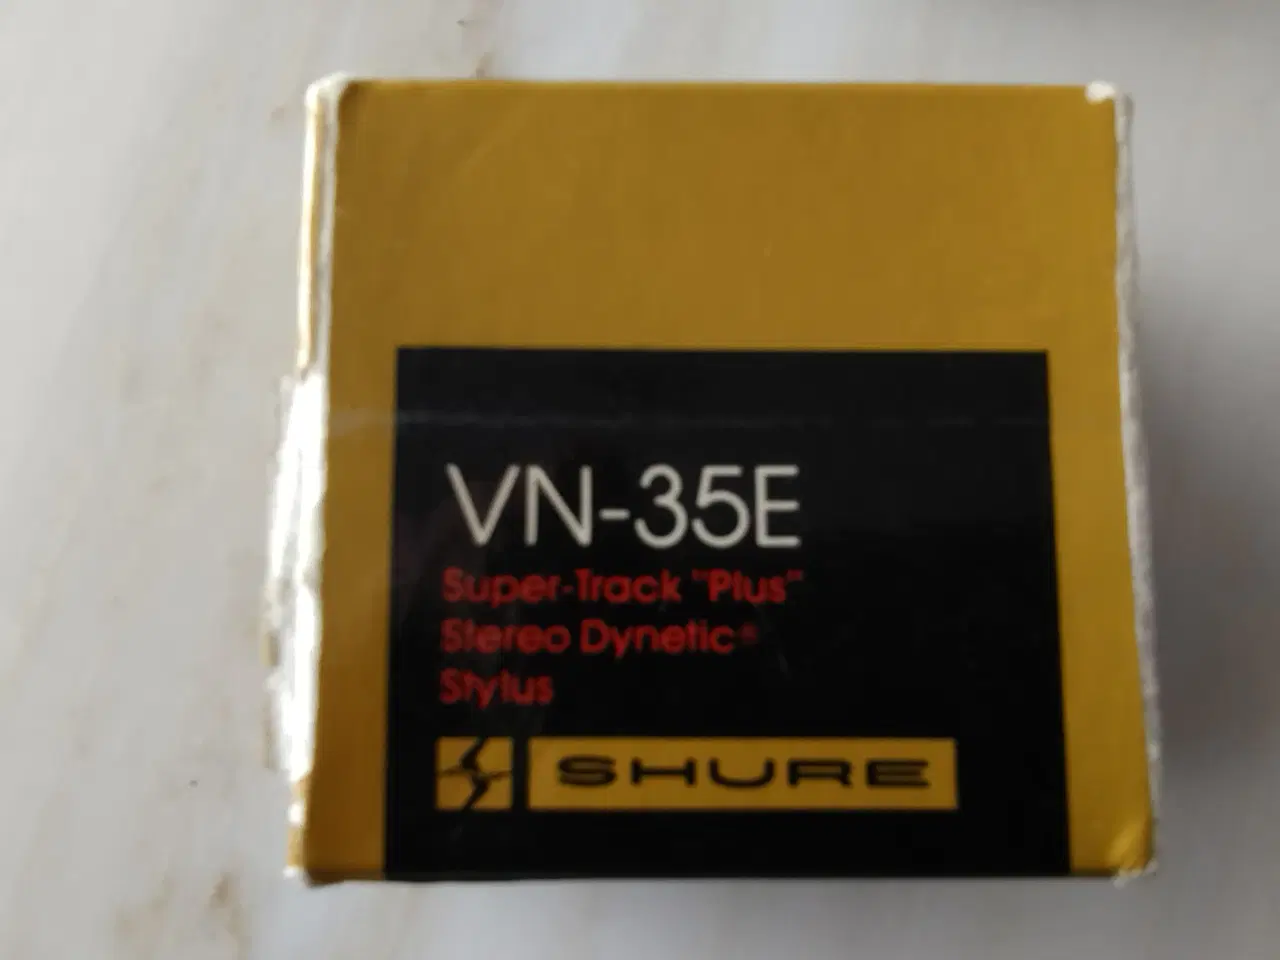 VN-35E
Super-Track "Plus"
Stereo Dynetic®
Stylus
SHURE